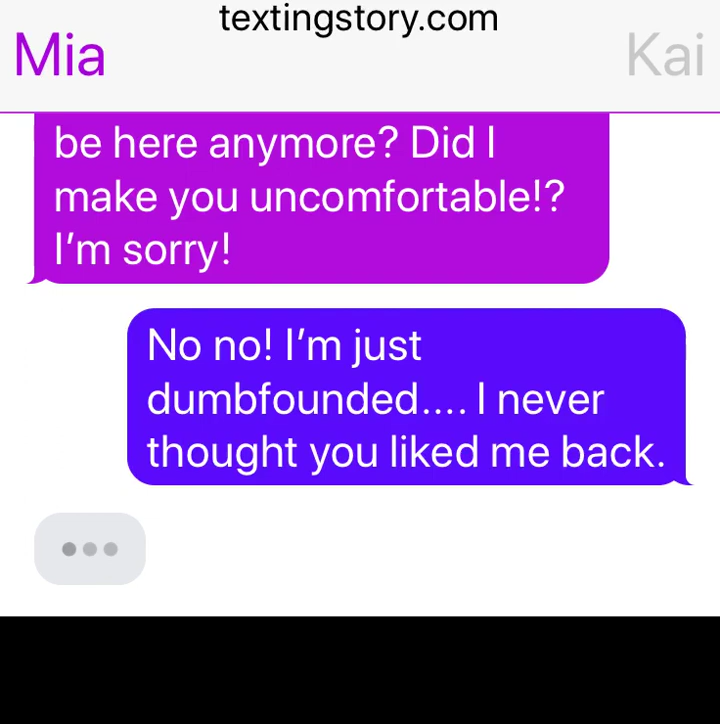 textingstory.com
Mia
Kai
be here anymore? Did I
make you uncomfortable!?
I'm sorry!
No no! I'm just
dumbfounded.... I never
thought you liked me back.